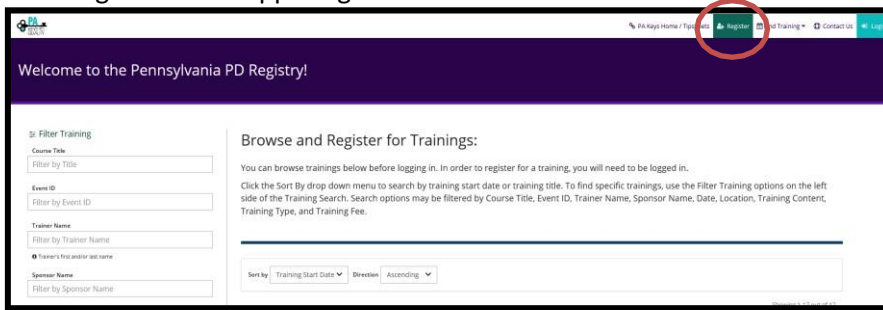 PA
PA Keys Home / Tip Sheets Register Find Training Contact Us Login
Welcome to the Pennsylvania PD Registry!
Filter Training
Course Title
Filter by Title
Event ID
Filter by Event ID
Trainer Name
Filter by Trainer Name
Trainer's first and/or last name
Sponsor Name
Filter by Sponsor Name
Browse and Register for Trainings:
You can browse trainings below before logging in. In order to register for a training, you will need to be logged in.
Click the Sort By drop down menu to search by training start date or training title. To find specific trainings, use the Filter Training options on the left
side of the Training Search. Search options may be filtered by Course Title, Event ID, Trainer Name, Sponsor Name, Date, Location, Training Content,
Training Type, and Training Fee.
Sort by Training Start Date Direction Ascending